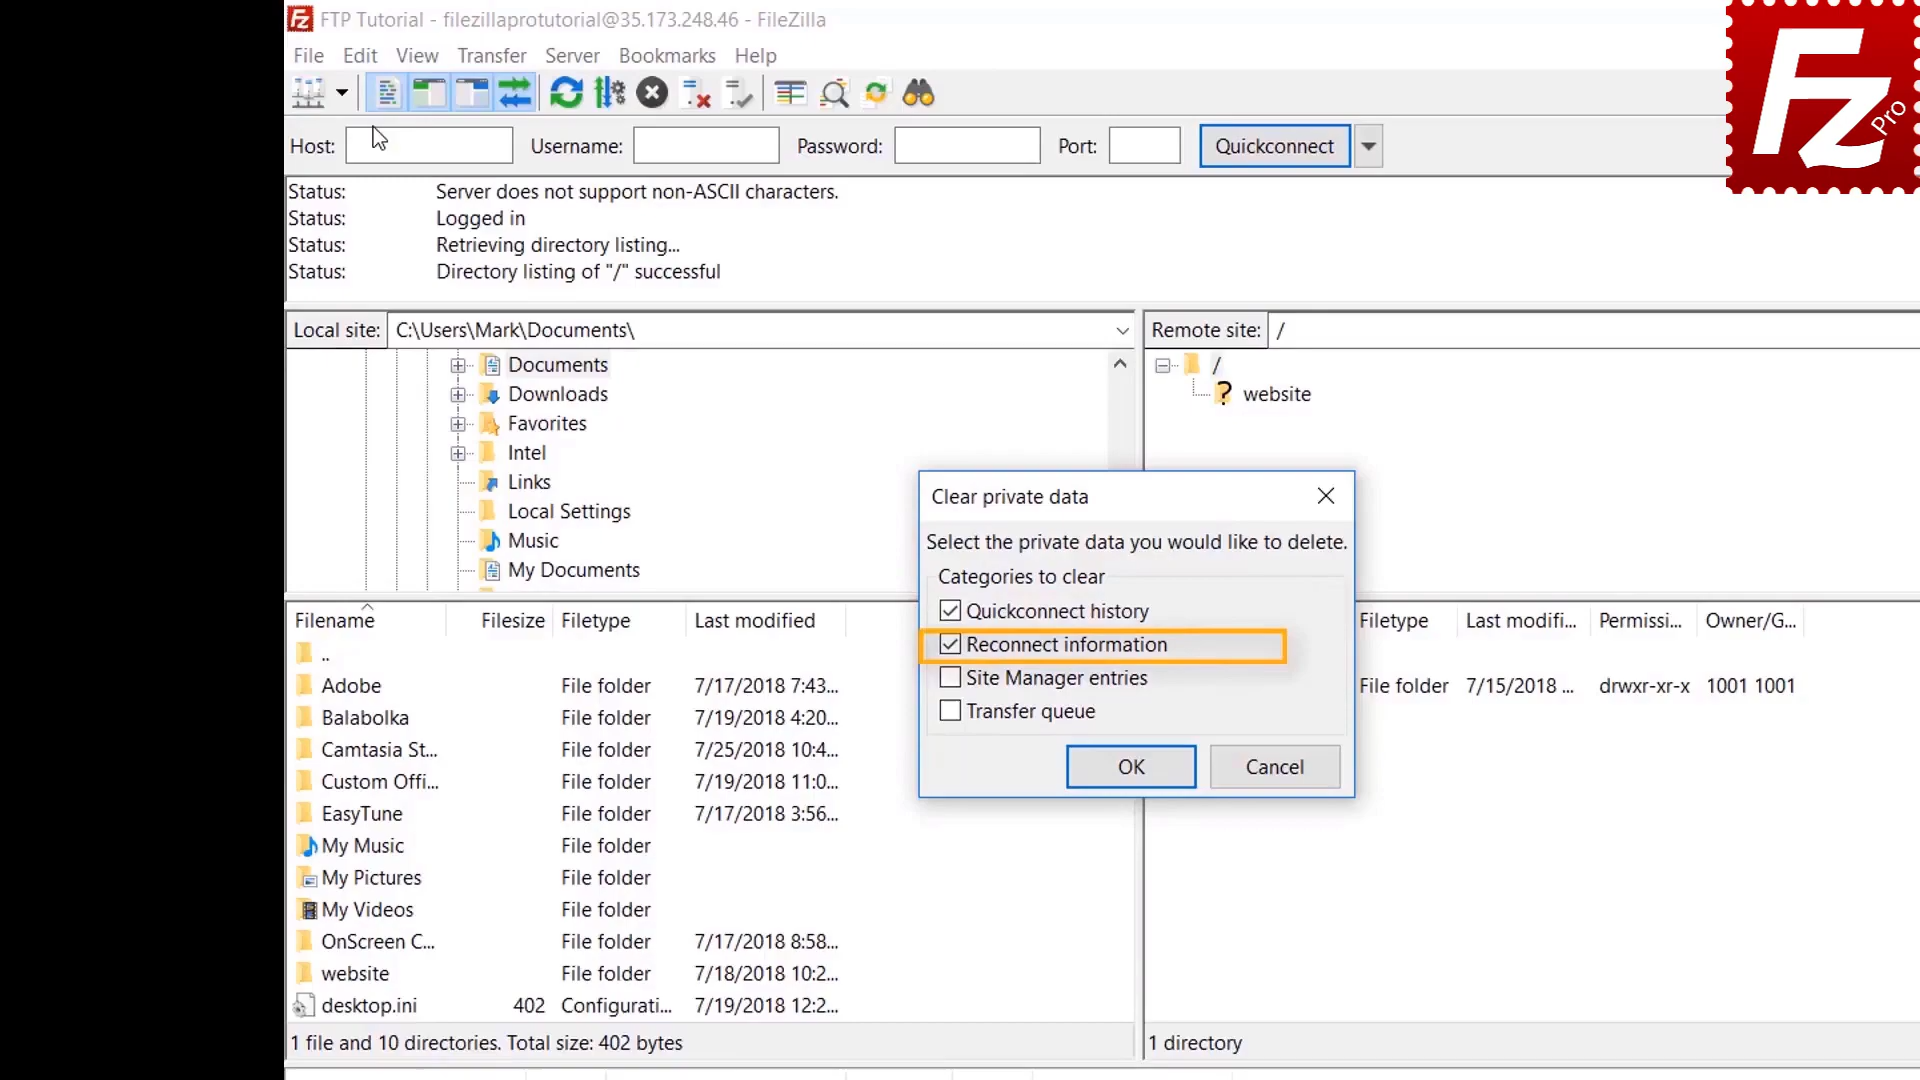 FTP Tutorial - filezillaprotutorial@35.173.248.46 - FileZilla
File Edit View Transfer Server Bookmarks Help
Host: Username: Password: Port: Quickconnect
Status: Server does not support non-ASCII characters.
Status: Logged in
Status: Retrieving directory listing...
Status: Directory listing of "/" successful
Local site: C:\Users\Mark\Documents\
Documents
Downloads
Favorites
Intel
Links
Local Settings
Music
My Documents
Remote site: /
/
? website
Clear private data
Select the private data you would like to delete.
Categories to clear
Quickconnect history
Reconnect information
Site Manager entries
Transfer queue
OK Cancel
Filename Filesize Filetype Last modified
..
Adobe File folder 7/17/2018 7:43...
Balabolka File folder 7/19/2018 4:20...
Camtasia St... File folder 7/25/2018 10:4...
Custom Offi... File folder 7/19/2018 11:0...
EasyTune File folder 7/17/2018 3:56...
My Music File folder
My Pictures File folder
My Videos File folder
OnScreen C... File folder 7/17/2018 8:58...
website File folder 7/18/2018 10:2...
desktop.ini 402 Configurati... 7/19/2018 12:2...
1 file and 10 directories. Total size: 402 bytes
Filetype Last modifi... Permissi... Owner/G...
File folder 7/15/2018 ... drwxr-xr-x 1001 1001
1 directory
Fz Pro